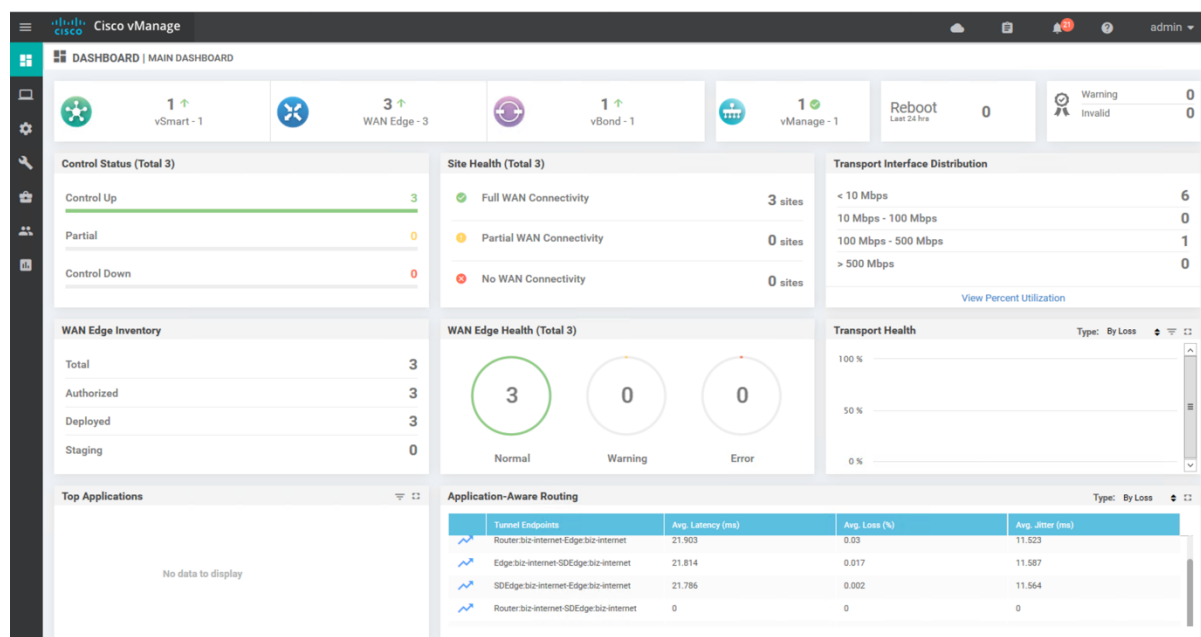 CISCO Cisco vManage 21 admin
DASHBOARD | MAIN DASHBOARD
1
vSmart - 1
3
WAN Edge - 3
1
vBond - 1
1
vManage - 1
Reboot
Last 24 hrs
0
Warning 0
Invalid 0
Control Status (Total 3)
Control Up 3
Partial 0
Control Down 0
Site Health (Total 3)
Full WAN Connectivity 3 sites
Partial WAN Connectivity 0 sites
No WAN Connectivity 0 sites
Transport Interface Distribution
< 10 Mbps 6
10 Mbps - 100 Mbps 0
100 Mbps - 500 Mbps 1
> 500 Mbps 0
View Percent Utilization
WAN Edge Inventory
Total 3
Authorized 3
Deployed 3
Staging 0
WAN Edge Health (Total 3)
3 0 0
Normal Warning Error
Transport Health Type: By Loss
100 %
50 %
0 %
Top Applications
No data to display
Application-Aware Routing Type: By Loss
Tunnel Endpoints Avg. Latency (ms) Avg. Loss (%) Avg. Jitter (ms)
Router:biz-internet-Edge:biz-internet 21.903 0.03 11.523
Edge:biz-internet-SDEdge:biz-internet 21.814 0.017 11.587
SDEdge:biz-internet-Edge:biz-internet 21.786 0.002 11.564
Router:biz-internet-SDEdge:biz-internet 0 0 0